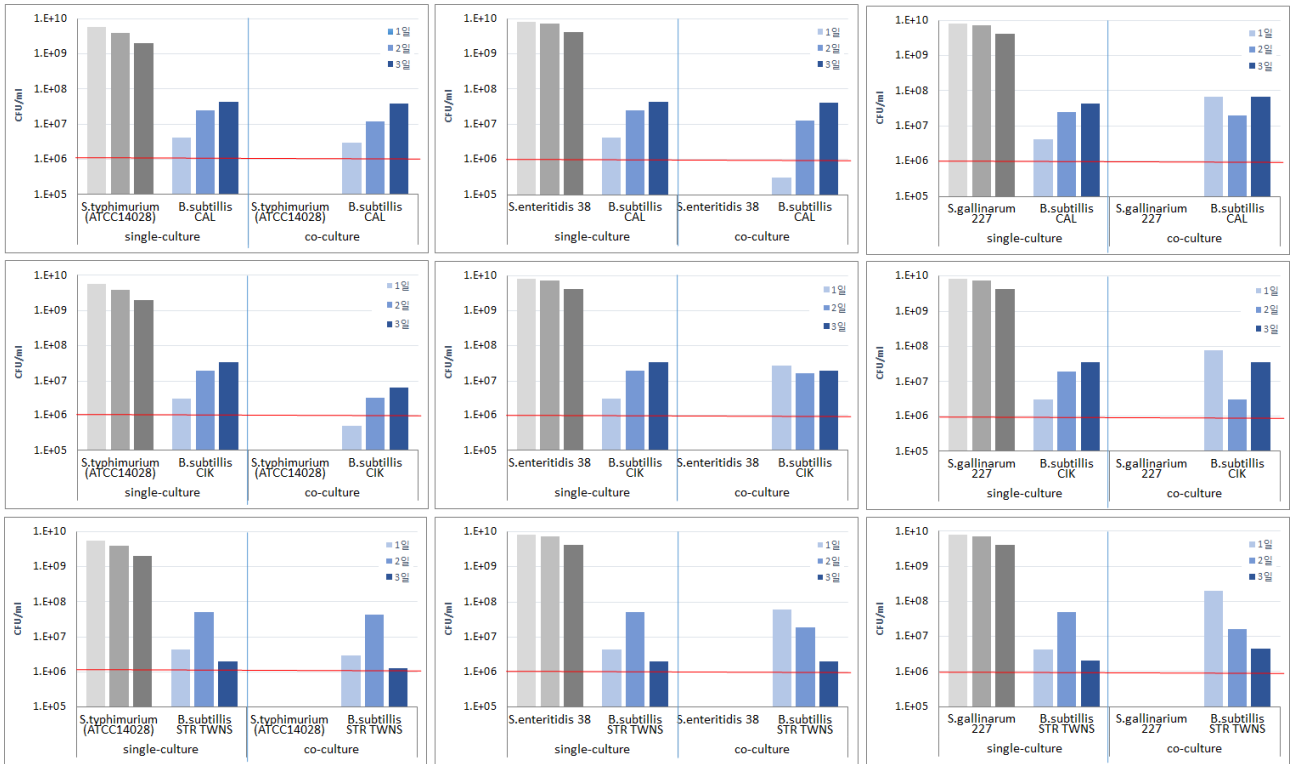 1.E+10
1.E+09
1.E+08
1.E+07
1.E+06
1.E+05
CFU/ml
1일
2일
3일
S.typhimurium B.subtillis S.typhimurium B.subtillis
(ATCC14028) CAL (ATCC14028) CAL
single-culture co-culture
1.E+10
1.E+09
1.E+08
1.E+07
1.E+06
1.E+05
CFU/ml
1일
2일
3일
S.enteritidis 38 B.subtillis S.enteritidis 38 B.subtillis
CAL CAL
single-culture co-culture
1.E+10
1.E+09
1.E+08
1.E+07
1.E+06
1.E+05
CFU/ml
1일
2일
3일
S.gallinarum B.subtillis S.gallinarum B.subtillis
227 CAL 227 CAL
single-culture co-culture
1.E+10
1.E+09
1.E+08
1.E+07
1.E+06
1.E+05
CFU/ml
1일
2일
3일
S.typhimurium B.subtillis S.typhimurium B.subtillis
(ATCC14028) CIK (ATCC14028) CIK
single-culture co-culture
1.E+10
1.E+09
1.E+08
1.E+07
1.E+06
1.E+05
CFU/ml
1일
2일
3일
S.enteritidis 38 B.subtillis S.enteritidis 38 B.subtillis
CIK CIK
single-culture co-culture
1.E+10
1.E+09
1.E+08
1.E+07
1.E+06
1.E+05
CFU/ml
1일
2일
3일
S.gallinarum B.subtillis S.gallinarum B.subtillis
227 CIK 227 CIK
single-culture co-culture
1.E+10
1.E+09
1.E+08
1.E+07
1.E+06
1.E+05
CFU/ml
1일
2일
3일
S.typhimurium B.subtillis S.typhimurium B.subtillis
(ATCC14028) STR TWNS (ATCC14028) STR TWNS
single-culture co-culture
1.E+10
1.E+09
1.E+08
1.E+07
1.E+06
1.E+05
CFU/ml
1일
2일
3일
S.enteritidis 38 B.subtillis S.enteritidis 38 B.subtillis
STR TWNS STR TWNS
single-culture co-culture
1.E+10
1.E+09
1.E+08
1.E+07
1.E+06
1.E+05
CFU/ml
1일
2일
3일
S.gallinarum B.subtillis S.gallinarum B.subtillis
227 STR TWNS 227 STR TWNS
single-culture co-culture